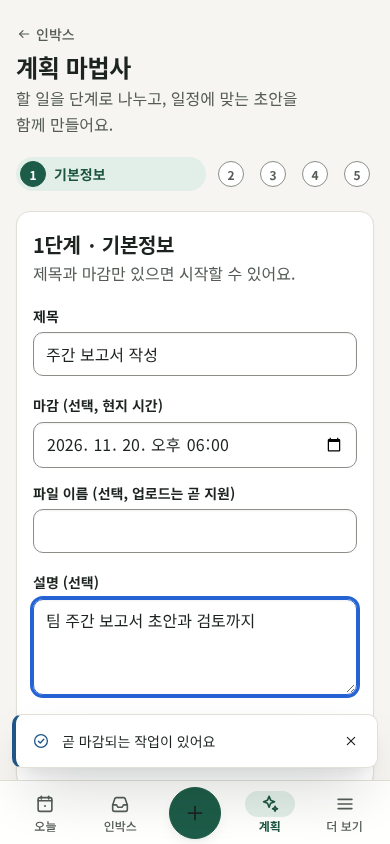 ← 인박스
계획 마법사
할 일을 단계로 나누고, 일정에 맞는 초안을
함께 만들어요.
1 기본정보 2 3 4 5
1단계 · 기본정보
제목과 마감만 있으면 시작할 수 있어요.
제목
주간 보고서 작성
마감 (선택, 현지 시간)
2026. 11. 20. 오후 06:00
파일 이름 (선택, 업로드는 곧 지원)
설명 (선택)
팀 주간 보고서 초안과 검토까지
곧 마감되는 작업이 있어요
오늘 인박스 계획 더 보기